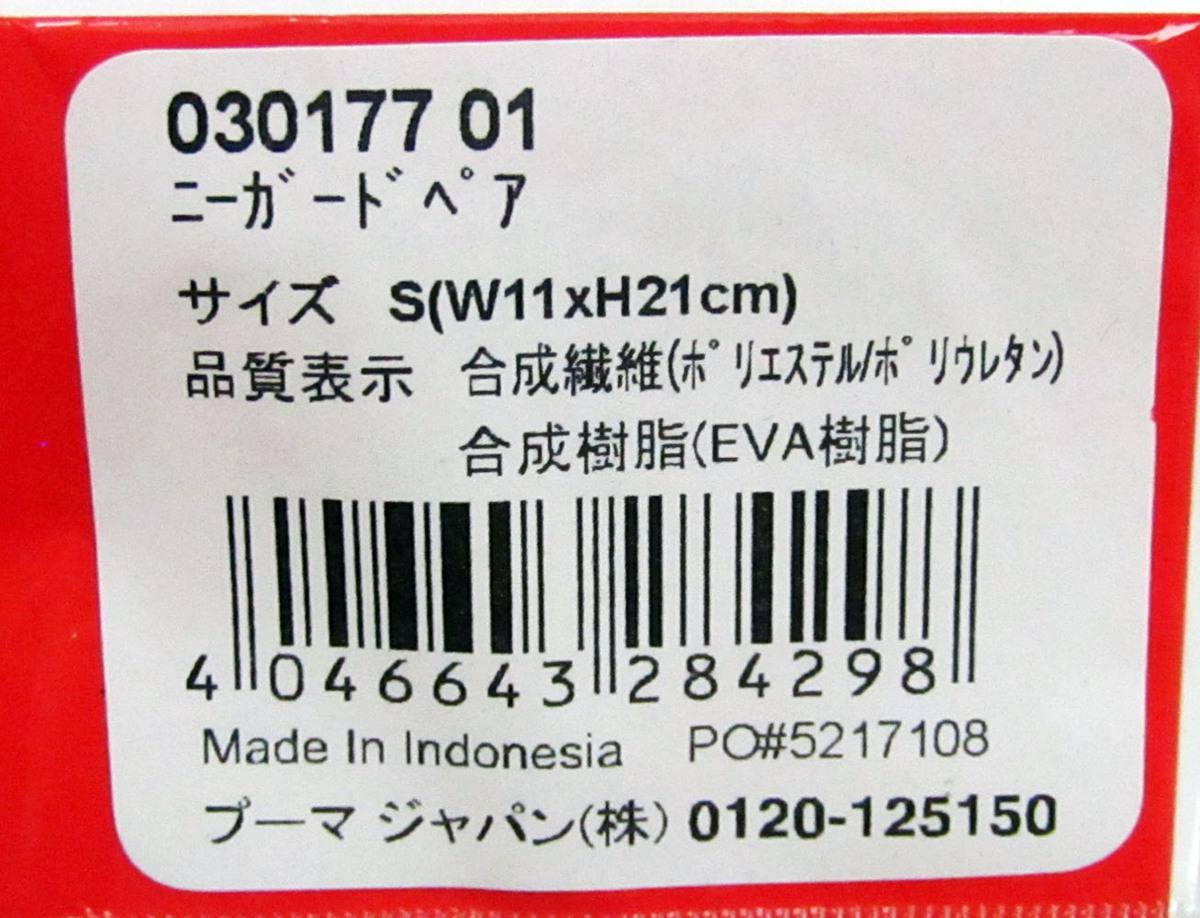 030177 01
ﾆｰｶﾞｰﾄﾞﾍﾟｱ
サイズ　S(W11xH21cm)
品質表示　合成繊維(ﾎﾟﾘｴｽﾃﾙ/ﾎﾟﾘｳﾚﾀﾝ)
合成樹脂(EVA樹脂)
4 046643 284298
Made In Indonesia　PO#5217108
プーマ ジャパン(株) 0120-125150